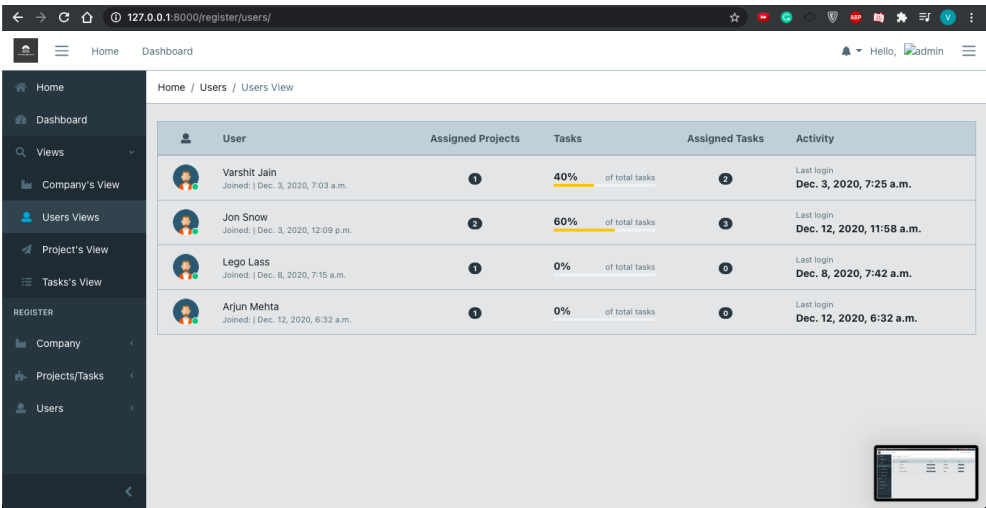 127.0.0.1:8000/register/users/
ABP
V
Home Dashboard
Hello, admin
Home
Dashboard
Views
Company's View
Users Views
Project's View
Tasks's View
REGISTER
Company
Projects/Tasks
Users
Home / Users / Users View
User Assigned Projects Tasks Assigned Tasks Activity
Varshit Jain
Joined: | Dec. 3, 2020, 7:03 a.m.
1
40% of total tasks
2
Last login
Dec. 3, 2020, 7:25 a.m.
Jon Snow
Joined: | Dec. 3, 2020, 12:09 p.m.
2
60% of total tasks
3
Last login
Dec. 12, 2020, 11:58 a.m.
Lego Lass
Joined: | Dec. 8, 2020, 7:15 a.m.
1
0% of total tasks
0
Last login
Dec. 8, 2020, 7:42 a.m.
Arjun Mehta
Joined: | Dec. 12, 2020, 6:32 a.m.
1
0% of total tasks
0
Last login
Dec. 12, 2020, 6:32 a.m.